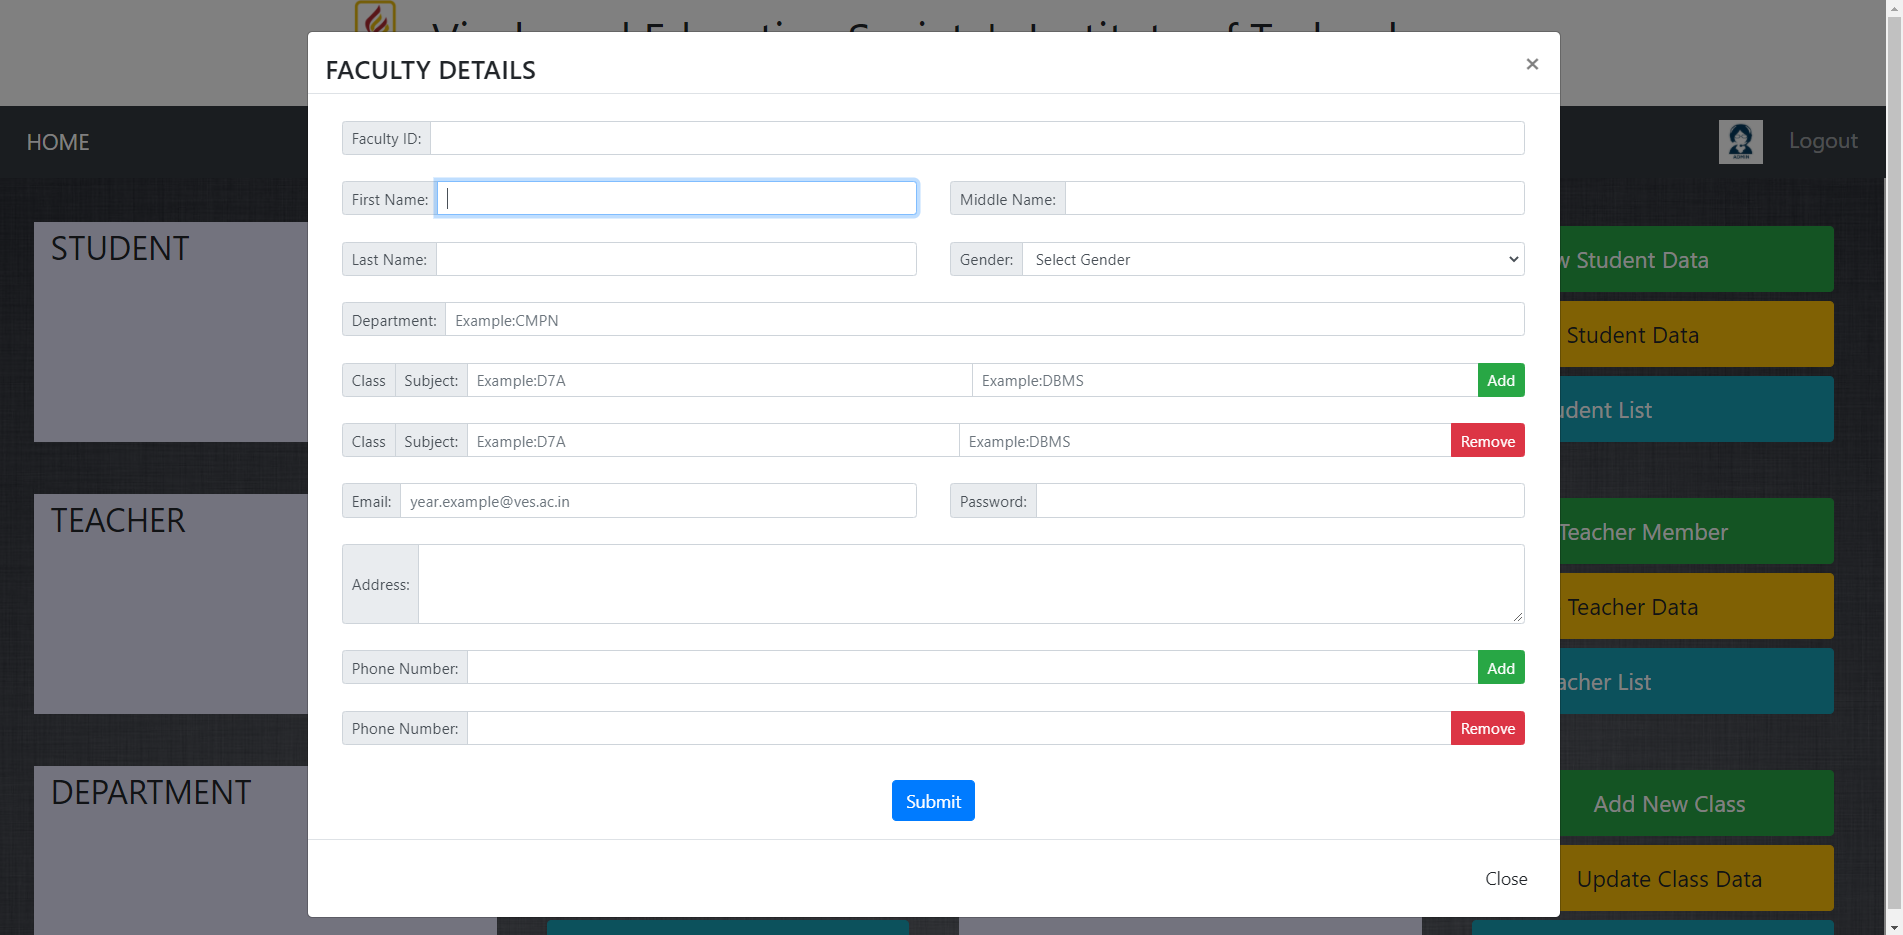 FACULTY DETAILS ×
HOME
ADMIN
Logout
Faculty ID:
First Name:
Middle Name:
Last Name:
Gender: Select Gender
Department: Example:CMPN
Class Subject: Example:D7A Example:DBMS Add
Class Subject: Example:D7A Example:DBMS Remove
Email: year.example@ves.ac.in
Password:
Address:
Phone Number: Add
Phone Number: Remove
Submit
Close
STUDENT
Student Data
Student Data
List
TEACHER
Teacher Member
Teacher Data
List
DEPARTMENT
Add New Class
Update Class Data